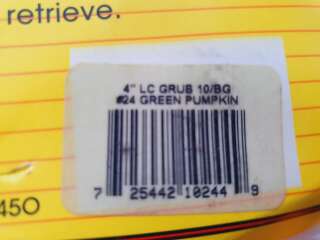 retrieve.
4" LC GRUB 10/BG
#24 GREEN PUMPKIN
7 25442 10244 9
450